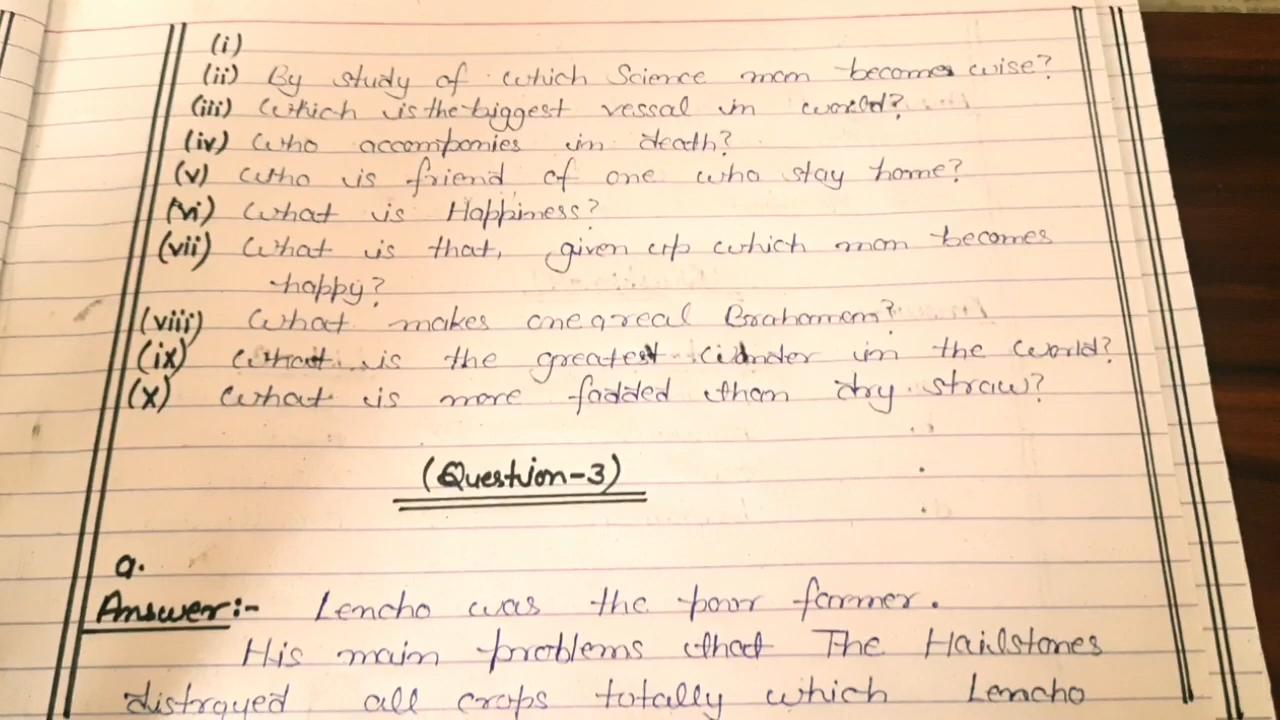 (i)
(ii) By study of which Science man becomes wise?
(iii) Which is the biggest vessal in world?
(iv) Who accompanies in death?
(v) Who is friend of one who stay home?
(vi) What is Happiness?
(vii) What is that, given up which man becomes
happy?
(viii) What makes one a real Brahoman?
(ix) What is the greatest wonder in the world?
(x) What is more fadded than dry straw?
(Question-3)
a.
Answer:- Lencho was the poor farmer.
His main problems that The Hailstones
distroyed all crops totally which Lencho